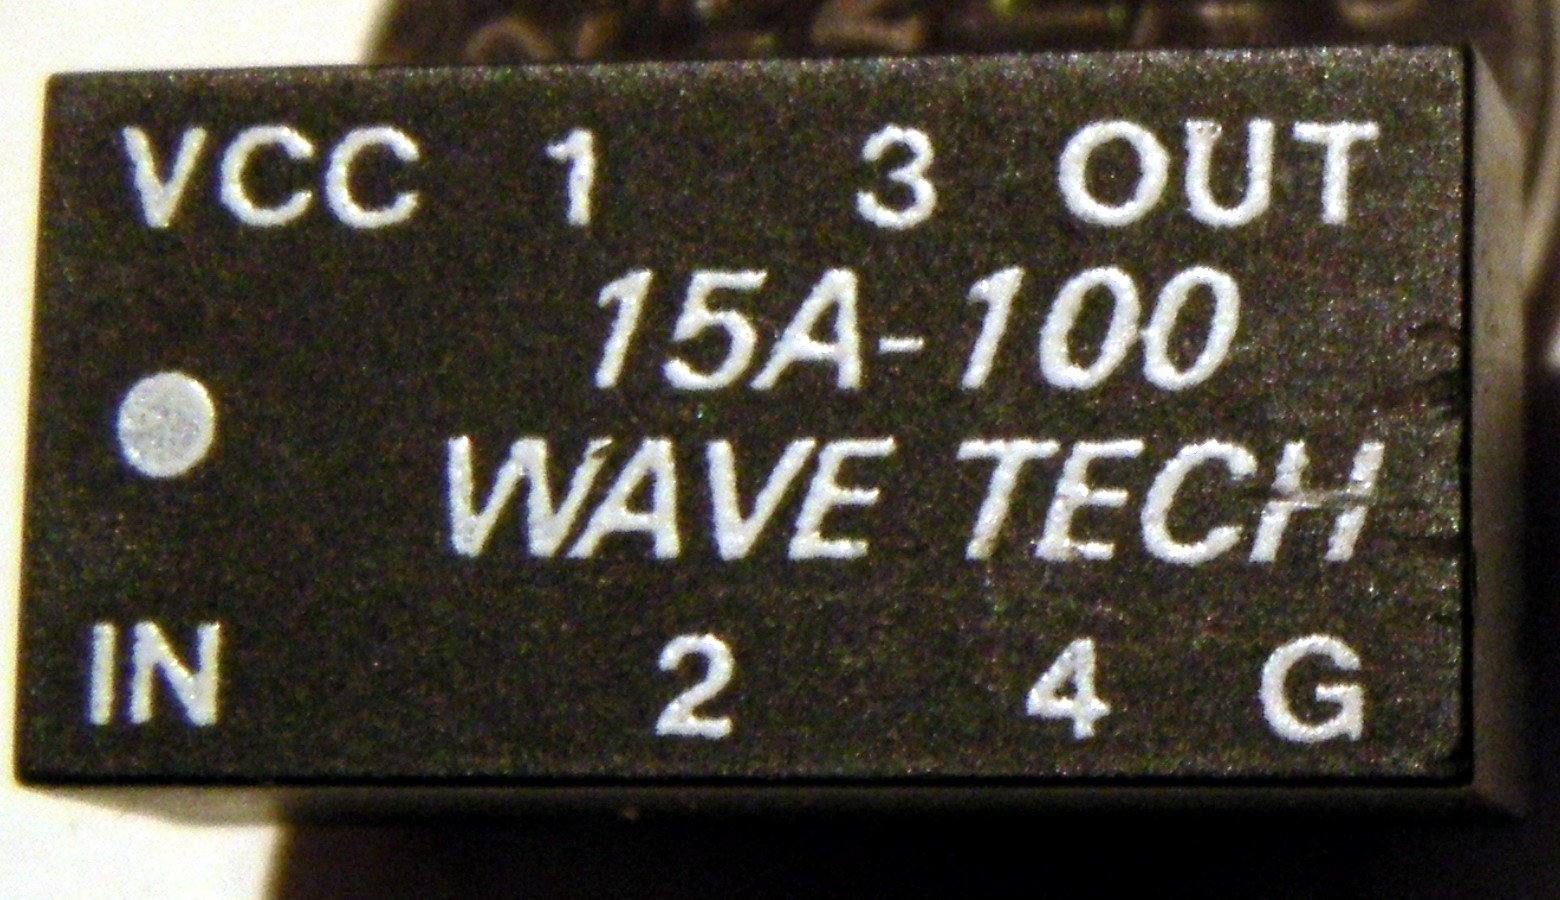 VCC 1 3 OUT
15A-100
WAVE TECH
IN 2 4 G